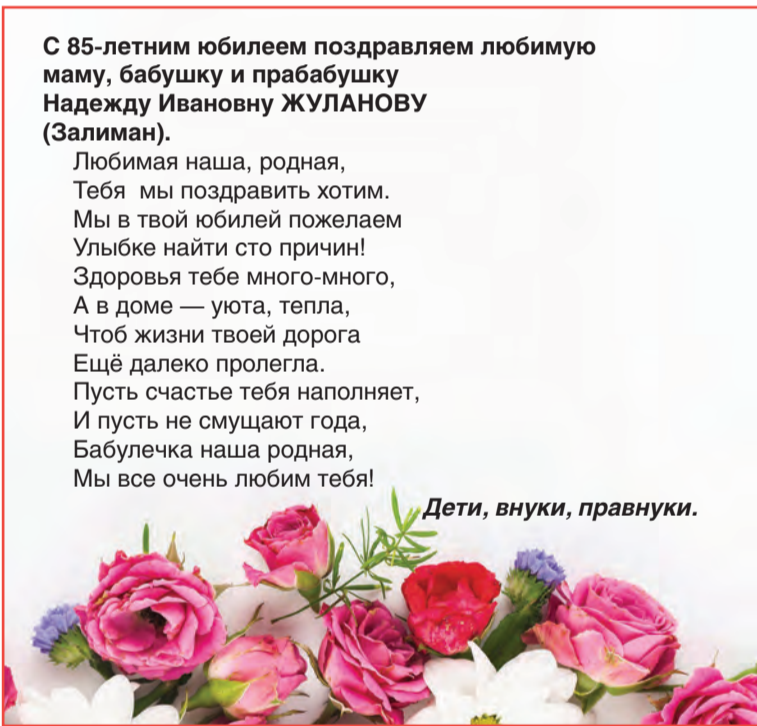 С 85-летним юбилеем поздравляем любимую
маму, бабушку и прабабушку
Надежду Ивановну ЖУЛАНОВУ
(Залиман).
Любимая наша, родная,
Тебя мы поздравить хотим.
Мы в твой юбилей пожелаем
Улыбке найти сто причин!
Здоровья тебе много-много,
А в доме — уюта, тепла,
Чтоб жизни твоей дорога
Ещё далеко пролегла.
Пусть счастье тебя наполняет,
И пусть не смущают года,
Бабулечка наша родная,
Мы все очень любим тебя!
Дети, внуки, правнуки.